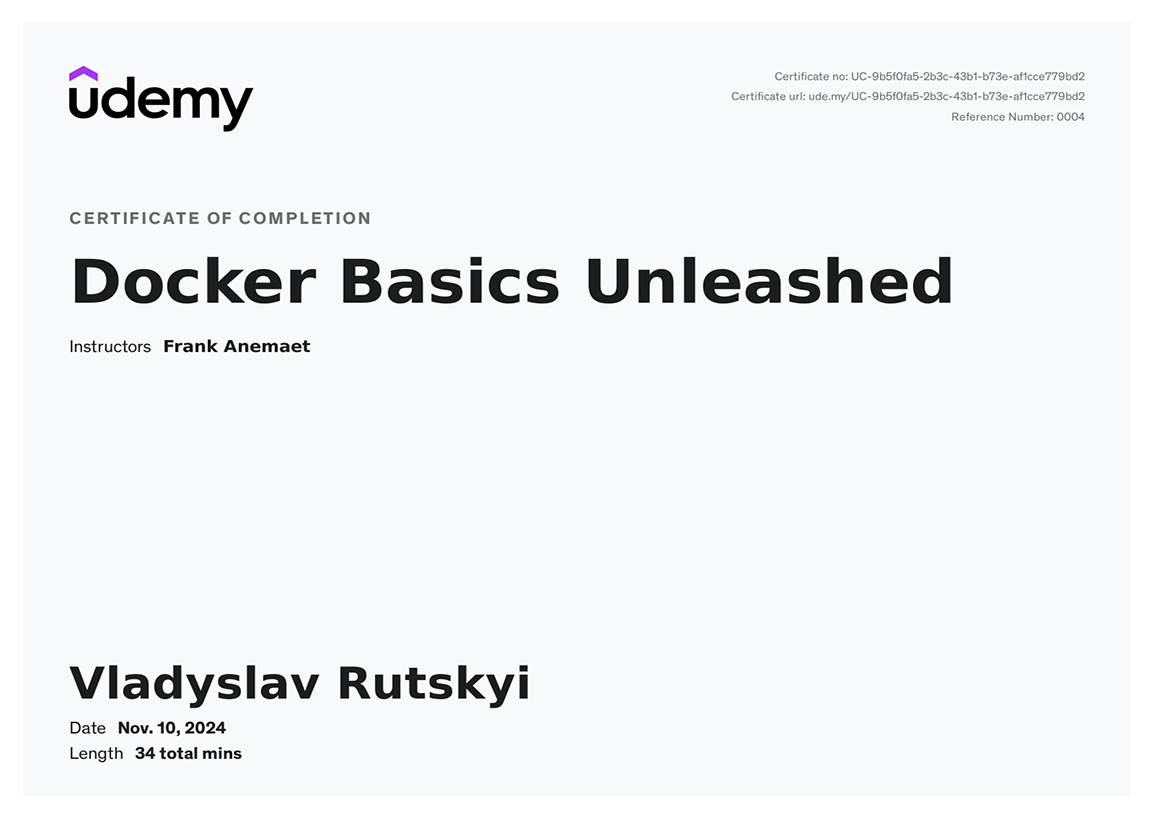 udemy
Certificate no: UC-9b5f0fa5-2b3c-43b1-b73e-af1cce779bd2
Certificate url: ude.my/UC-9b5f0fa5-2b3c-43b1-b73e-af1cce779bd2
Reference Number: 0004
CERTIFICATE OF COMPLETION
Docker Basics Unleashed
Instructors Frank Anemaet
Vladyslav Rutskyi
Date Nov. 10, 2024
Length 34 total mins